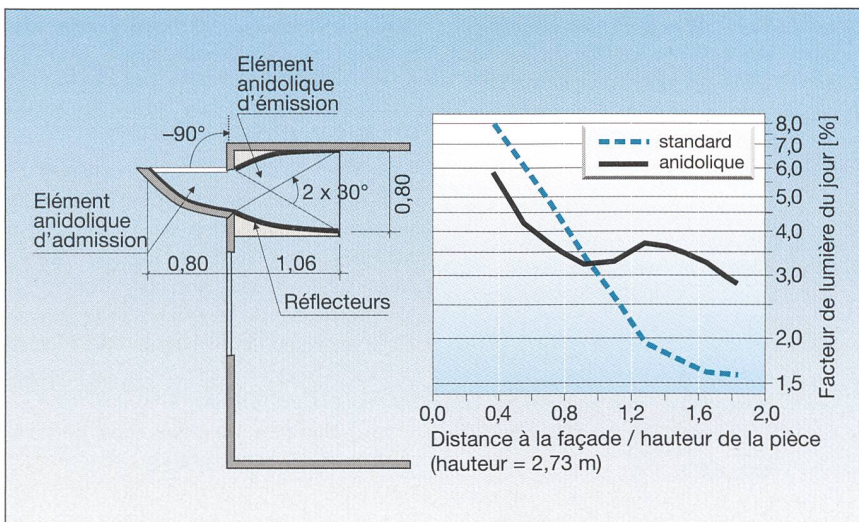 Elément
anidolique
d'émission
–90°
Elément
anidolique
d'admission
2 x 30°
0,80
0,80
1,06
Réflecteurs
standard
anidolique
8,0
7,0
6,0
5,0
4,0
3,0
2,0
1,5
Facteur de lumière du jour [%]
0,0
0,4
0,8
1,2
1,6
2,0
Distance à la façade / hauteur de la pièce
(hauteur = 2,73 m)